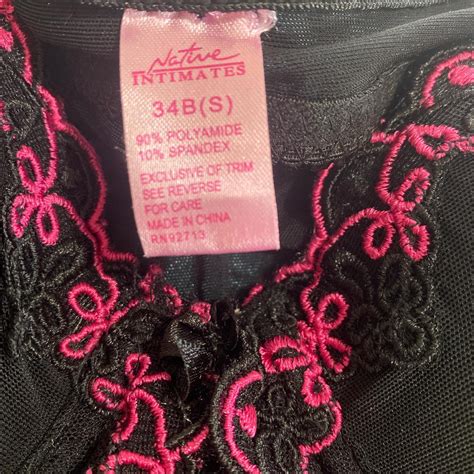 Native
INTIMATES
34B(S)
90% POLYAMIDE
10% SPANDEX
EXCLUSIVE OF TRIM
SEE REVERSE
FOR CARE
MADE IN CHINA
RN92713